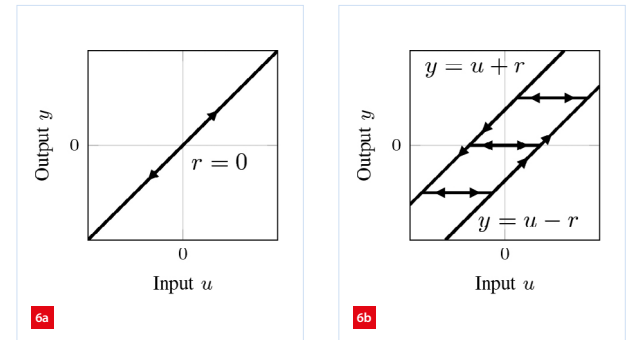 Output y
0
r = 0
0
Input u
6a
y = u + r
Output y
0
y = u − r
0
Input u
6b